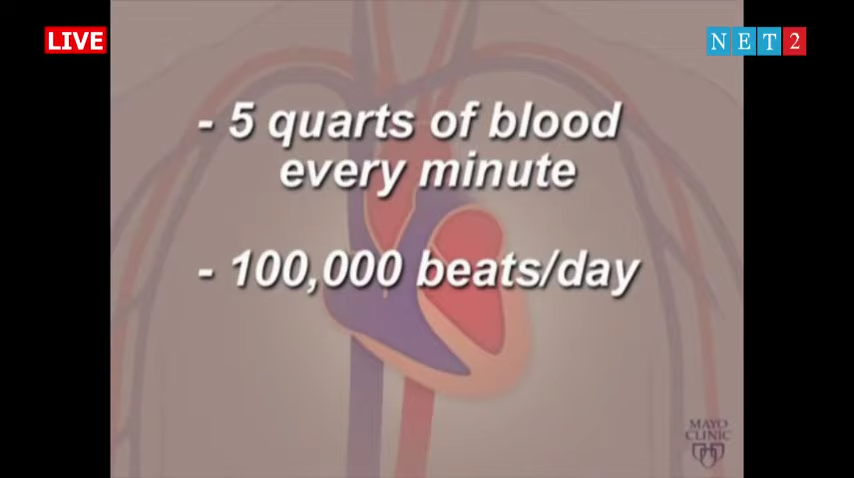 LIVE
NET2
- 5 quarts of blood
every minute
- 100,000 beats/day
MAYO
CLINIC